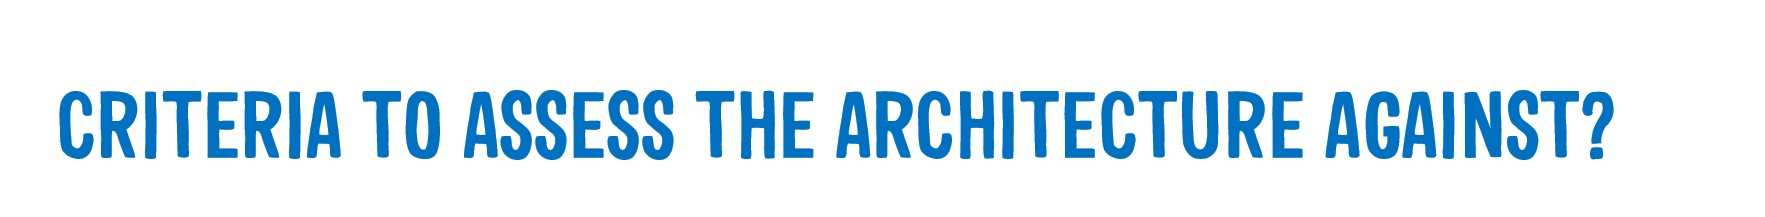 CRITERIA TO ASSESS THE ARCHITECTURE AGAINST?